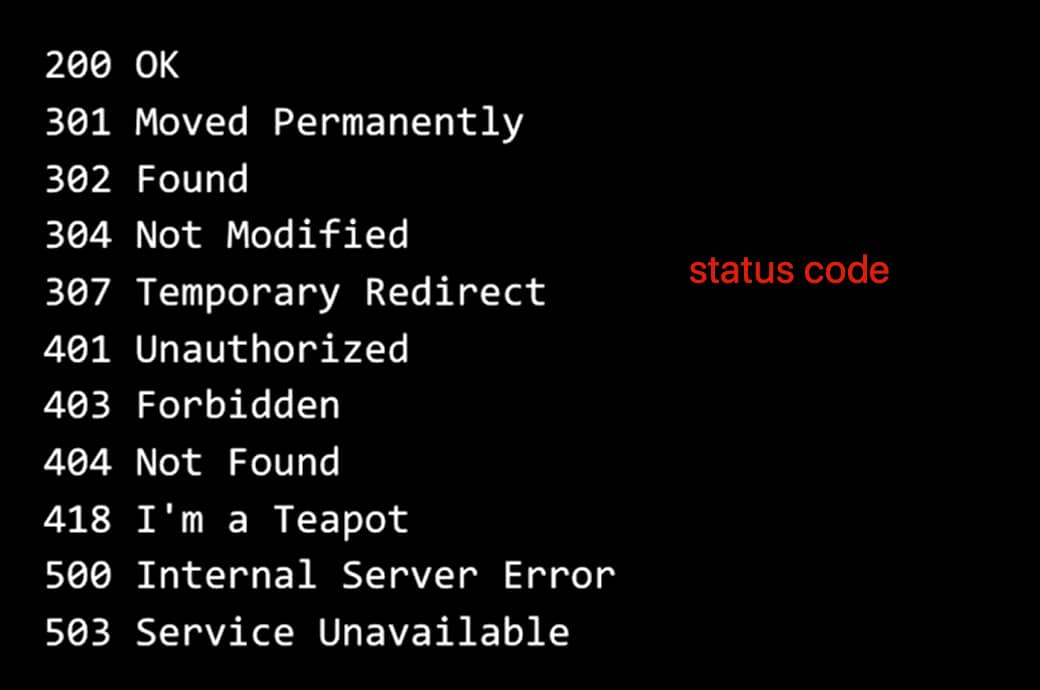 200 OK
301 Moved Permanently
302 Found
304 Not Modified
status code
307 Temporary Redirect
401 Unauthorized
403 Forbidden
404 Not Found
418 I'm a Teapot
500 Internal Server Error
503 Service Unavailable